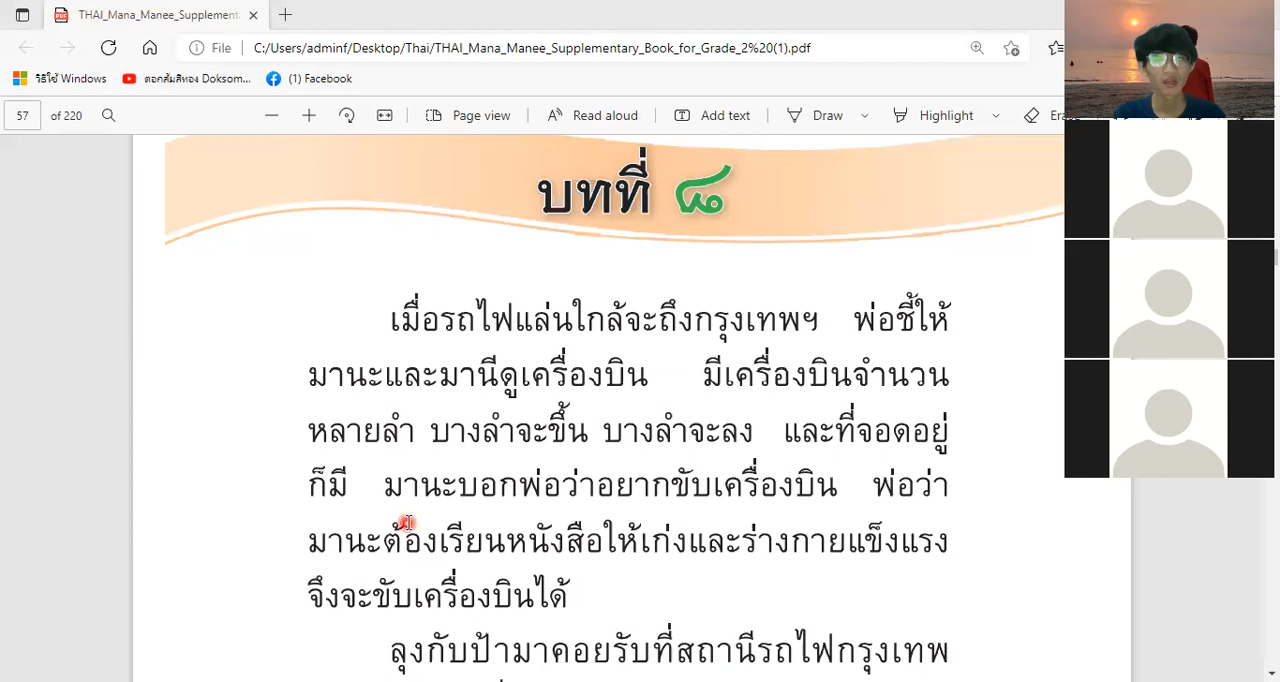 THAI_Mana_Manee_Supplementa
File C:/Users/adminf/Desktop/Thai/THAI_Mana_Manee_Supplementary_Book_for_Grade_2%20(1).pdf
วิธีใช้ Windows ดอกส้มสีทอง Doksom... (1) Facebook
57 of 220 Page view Read aloud Add text Draw Highlight
บทที่ ๘
เมื่อรถไฟแล่นใกล้จะถึงกรุงเทพฯ พ่อชี้ให้
มานะและมานีดูเครื่องบิน มีเครื่องบินจำนวน
หลายลำ บางลำจะขึ้น บางลำจะลง และที่จอดอยู่
ก็มี มานะบอกพ่อว่าอยากขับเครื่องบิน พ่อว่า
มานะต้องเรียนหนังสือให้เก่งและร่างกายแข็งแรง
จึงจะขับเครื่องบินได้
ลุงกับป้ามาคอยรับที่สถานีรถไฟกรุงเทพ